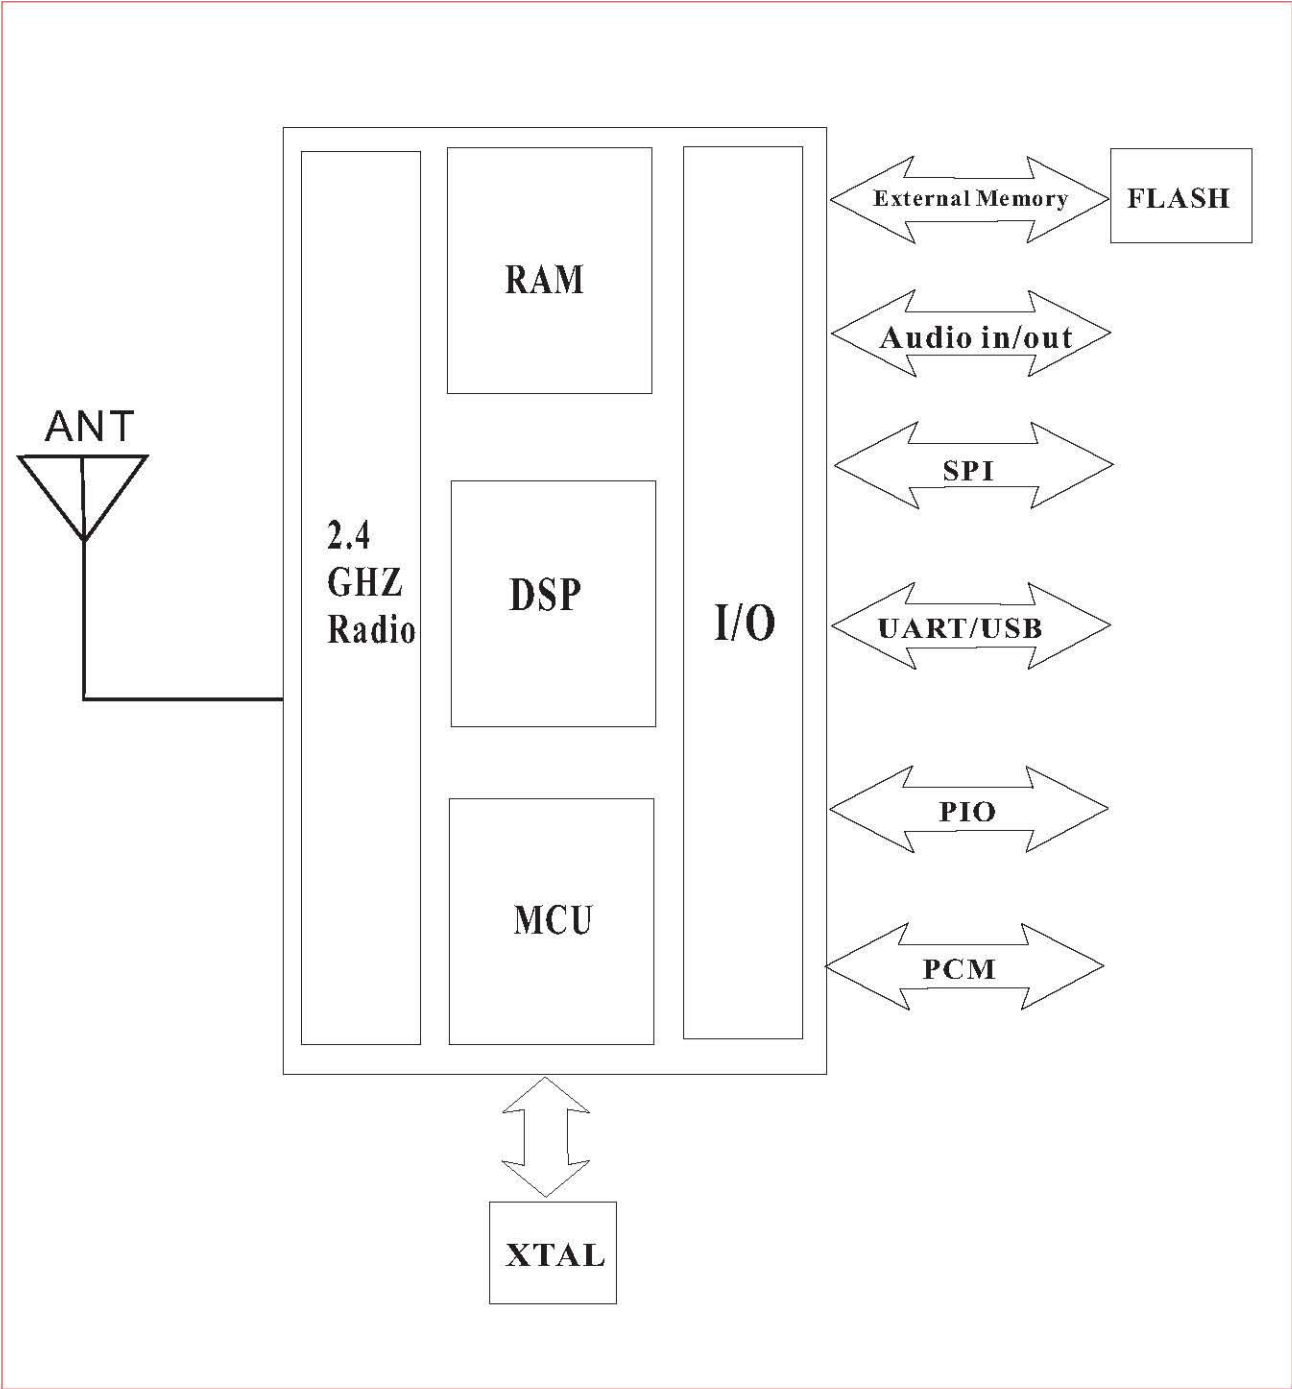 ANT
2.4
GHZ
Radio
RAM
DSP
MCU
I/O
External Memory
FLASH
Audio in/out
SPI
UART/USB
PIO
PCM
XTAL